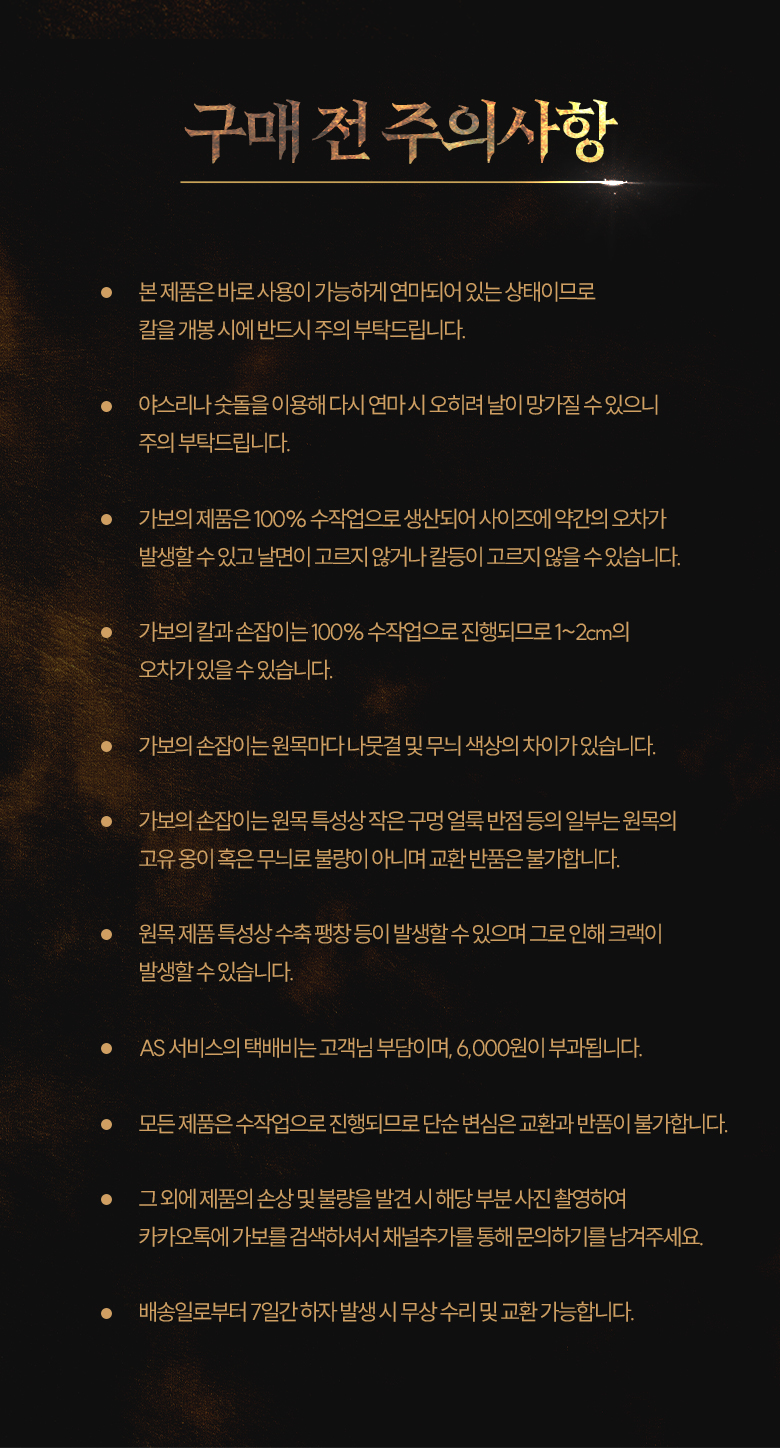 구매 전 주의사항
본 제품은 바로 사용이 가능하게 연마되어 있는 상태이므로
칼을 개봉 시에 반드시 주의 부탁드립니다.
야스리나 숫돌을 이용해 다시 연마 시 오히려 날이 망가질 수 있으니
주의 부탁드립니다.
가보의 제품은 100% 수작업으로 생산되어 사이즈에 약간의 오차가
발생할 수 있고 날면이 고르지 않거나 칼등이 고르지 않을 수 있습니다.
가보의 칼과 손잡이는 100% 수작업으로 진행되므로 1~2cm의
오차가 있을 수 있습니다.
가보의 손잡이는 원목마다 나뭇결 및 무늬 색상의 차이가 있습니다.
가보의 손잡이는 원목 특성상 작은 구멍 얼룩 반점 등의 일부는 원목의
고유 옹이 혹은 무늬로 불량이 아니며 교환 반품은 불가합니다.
원목 제품 특성상 수축 팽창 등이 발생할 수 있으며 그로 인해 크랙이
발생할 수 있습니다.
AS 서비스의 택배비는 고객님 부담이며, 6,000원이 부과됩니다.
모든 제품은 수작업으로 진행되므로 단순 변심은 교환과 반품이 불가합니다.
그 외에 제품의 손상 및 불량을 발견 시 해당 부분 사진 촬영하여
카카오톡에 가보를 검색하셔서 채널추가를 통해 문의하기를 남겨주세요.
배송일로부터 7일간 하자 발생 시 무상 수리 및 교환 가능합니다.